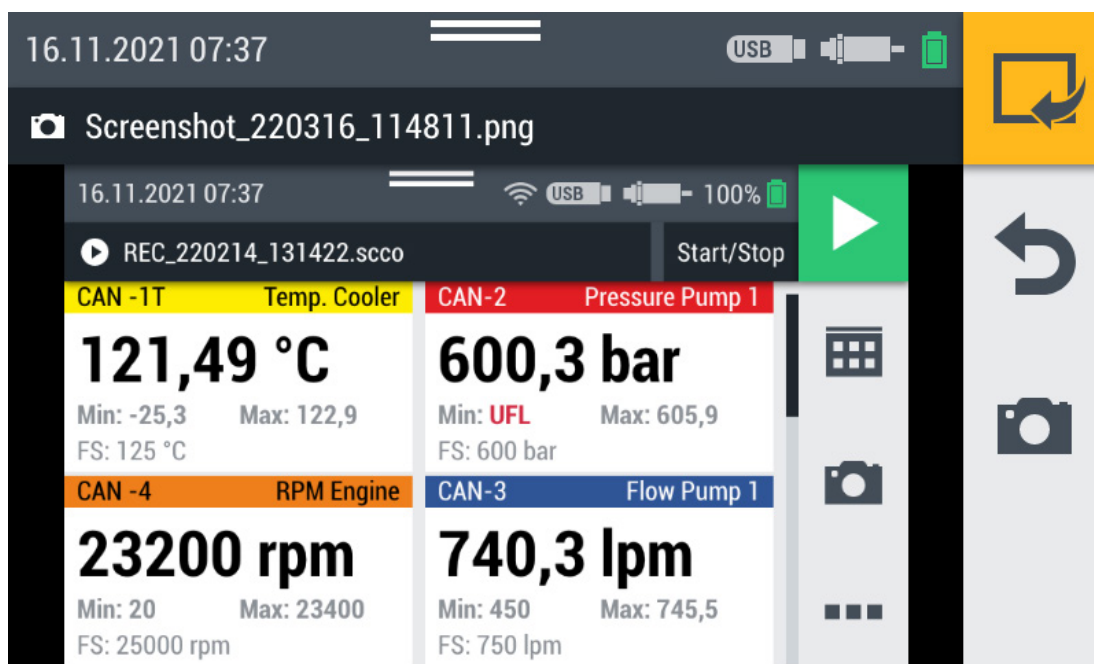 16.11.2021 07:37 USB
Screenshot_220316_114811.png
16.11.2021 07:37 USB 100%
REC_220214_131422.scco Start/Stop
CAN -1T Temp. Cooler
121,49 °C
Min: -25,3 Max: 122,9
FS: 125 °C
CAN-2 Pressure Pump 1
600,3 bar
Min: UFL Max: 605,9
FS: 600 bar
CAN -4 RPM Engine
23200 rpm
Min: 20 Max: 23400
FS: 25000 rpm
CAN-3 Flow Pump 1
740,3 lpm
Min: 450 Max: 745,5
FS: 750 lpm